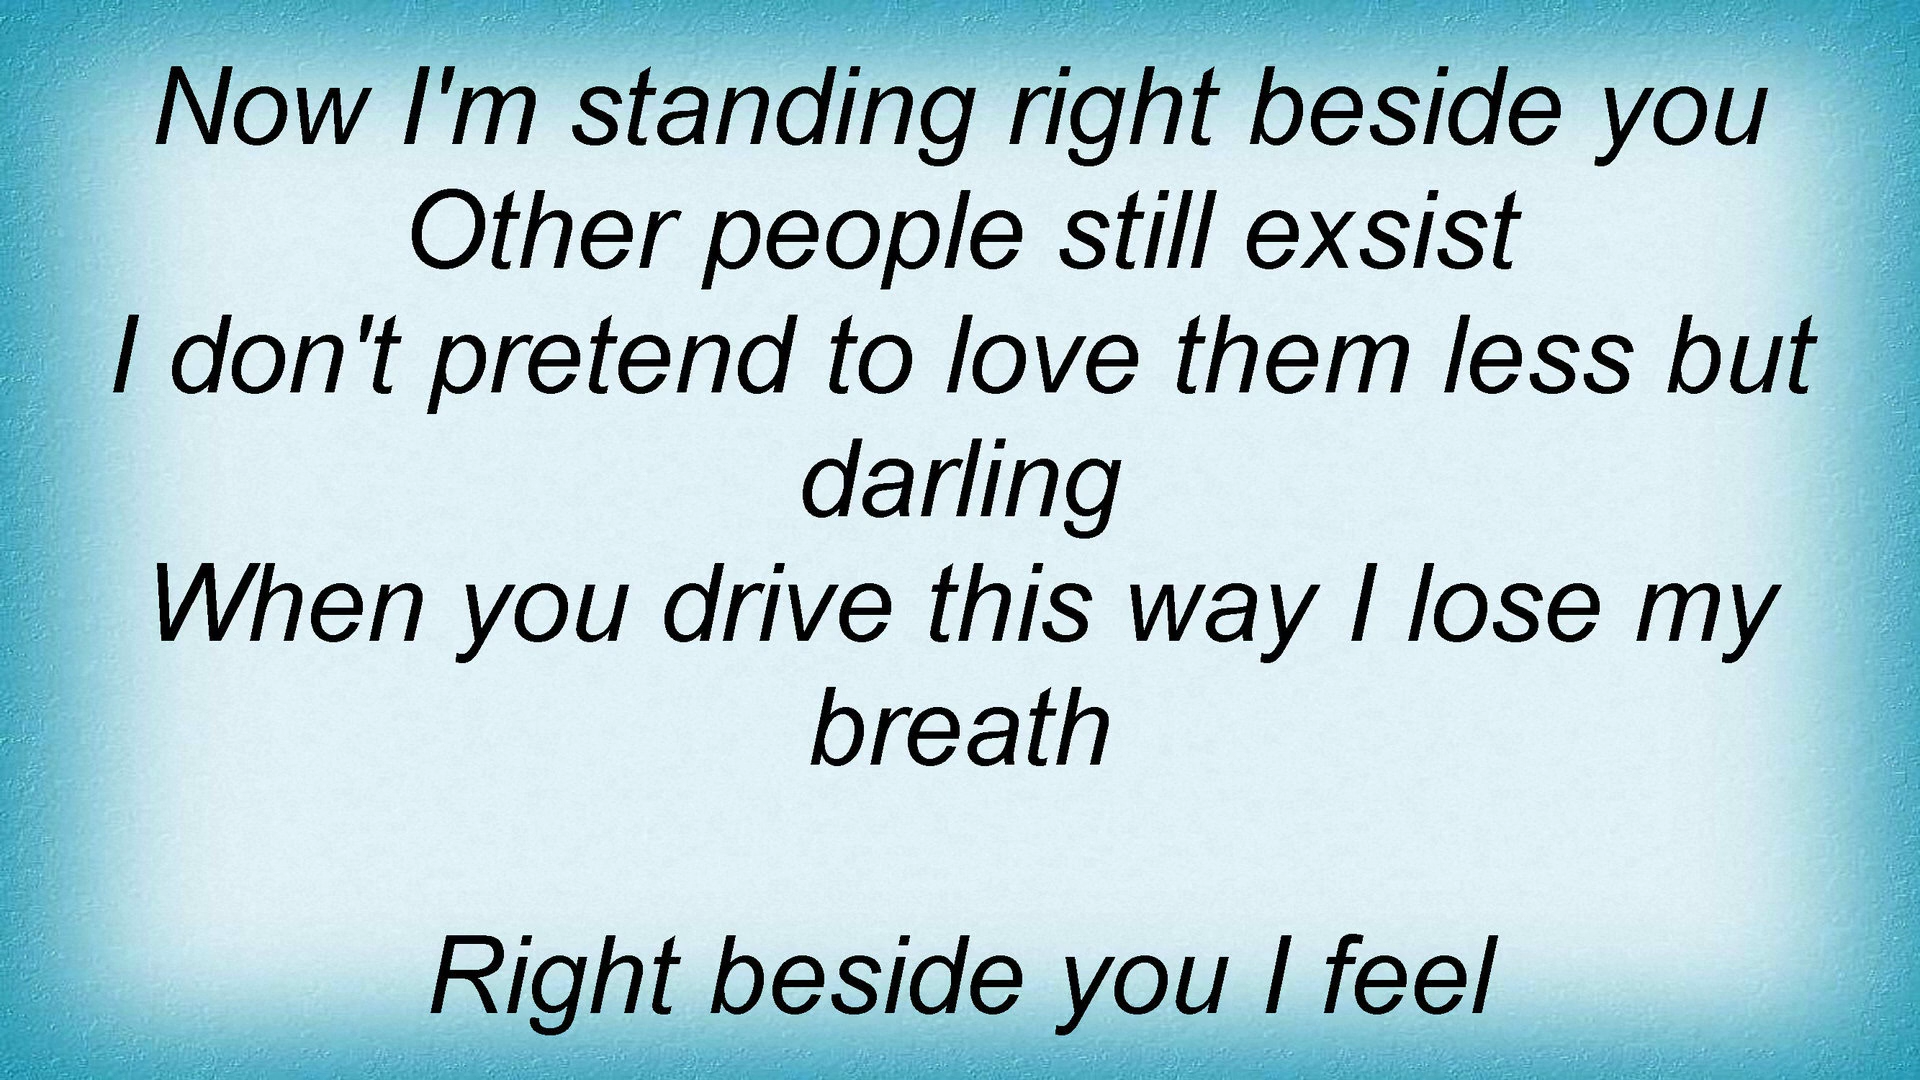 Now I'm standing right beside you
Other people still exsist
I don't pretend to love them less but
darling
When you drive this way I lose my
breath
Right beside you I feel